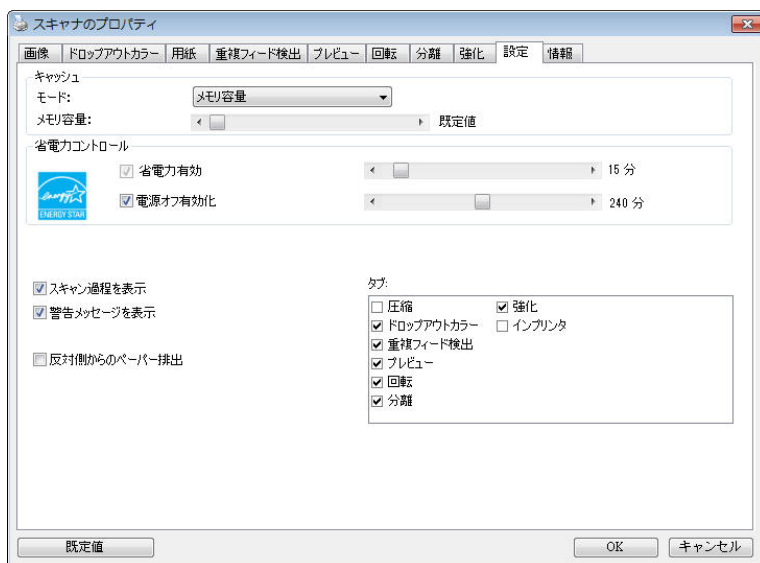 スキャナのプロパティ
画像 ドロップアウトカラー 用紙 重複フィード検出 プレビュー 回転 分離 強化 設定 情報
キャッシュ
モード: メモリ容量
メモリ容量: 既定値
省電力コントロール
省電力有効 15 分
電源オフ有効化 240 分
energy
ENERGY STAR
スキャン過程を表示
警告メッセージを表示
反対側からのペーパー排出
タブ:
圧縮 強化
ドロップアウトカラー インプリンタ
重複フィード検出
プレビュー
回転
分離
既定値 OK キャンセル